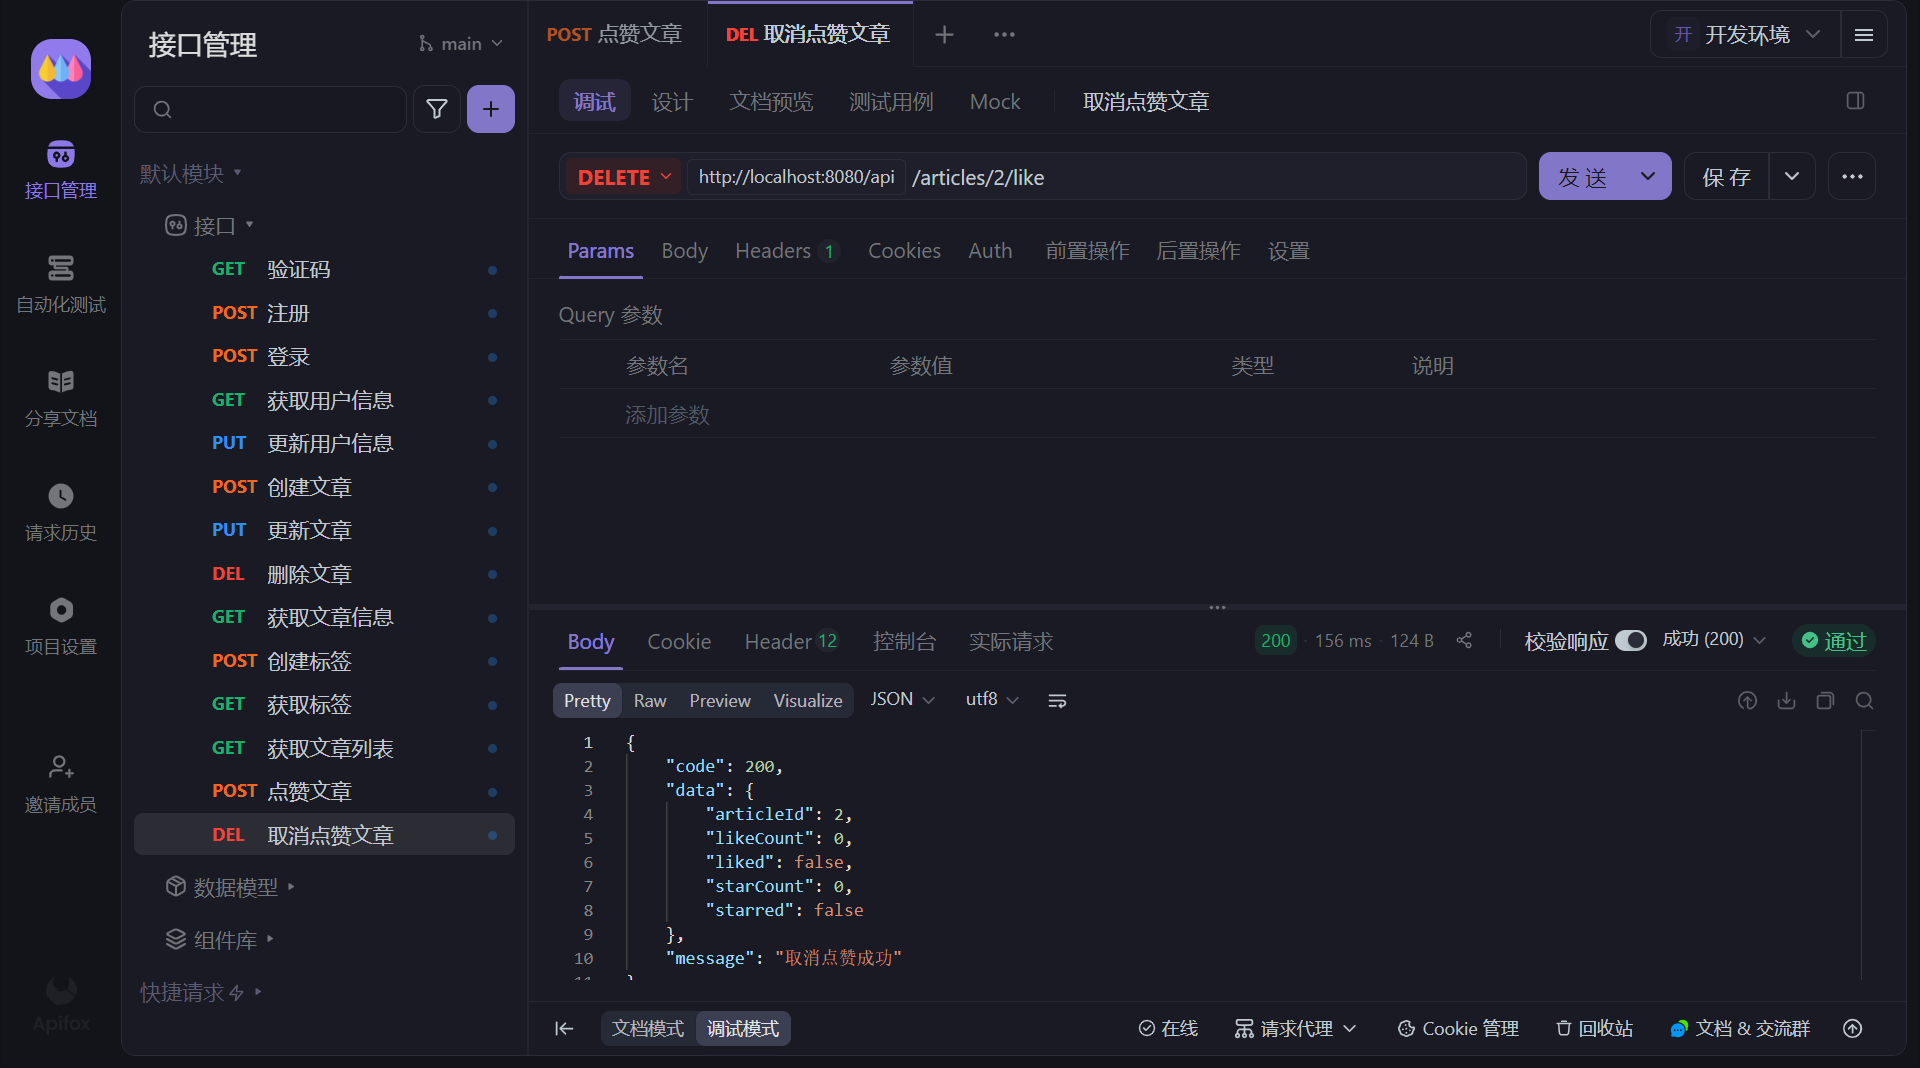 接口管理
main
POST 点赞文章
DEL 取消点赞文章
开 开发环境
调试
设计
文档预览
测试用例
Mock
取消点赞文章
接口管理
自动化测试
分享文档
请求历史
项目设置
邀请成员
Apifox
默认模块
接口
GET 验证码
POST 注册
POST 登录
GET 获取用户信息
PUT 更新用户信息
POST 创建文章
PUT 更新文章
DEL 删除文章
GET 获取文章信息
POST 创建标签
GET 获取标签
GET 获取文章列表
POST 点赞文章
DEL 取消点赞文章
数据模型
组件库
快捷请求
DELETE http://localhost:8080/api /articles/2/like
发 送
保 存
Params Body Headers 1 Cookies Auth 前置操作 后置操作 设置
Query 参数
参数名 参数值 类型 说明
添加参数
Body Cookie Header 12 控制台 实际请求
200 · 156 ms · 124 B
校验响应 成功 (200) 通过
Pretty Raw Preview Visualize JSON utf8
1 {
2 "code": 200,
3 "data": {
4 "articleId": 2,
5 "likeCount": 0,
6 "liked": false,
7 "starCount": 0,
8 "starred": false
9 },
10 "message": "取消点赞成功"
11 }
文档模式 调试模式
在线 请求代理 Cookie 管理 回收站 文档 & 交流群